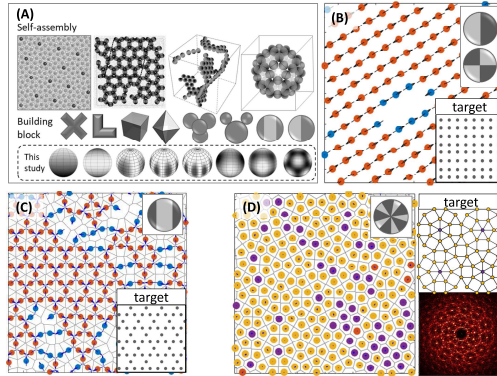 (A)
Self-assembly
Building
block
This
study
(B)
target
(C)
target
(D)
target